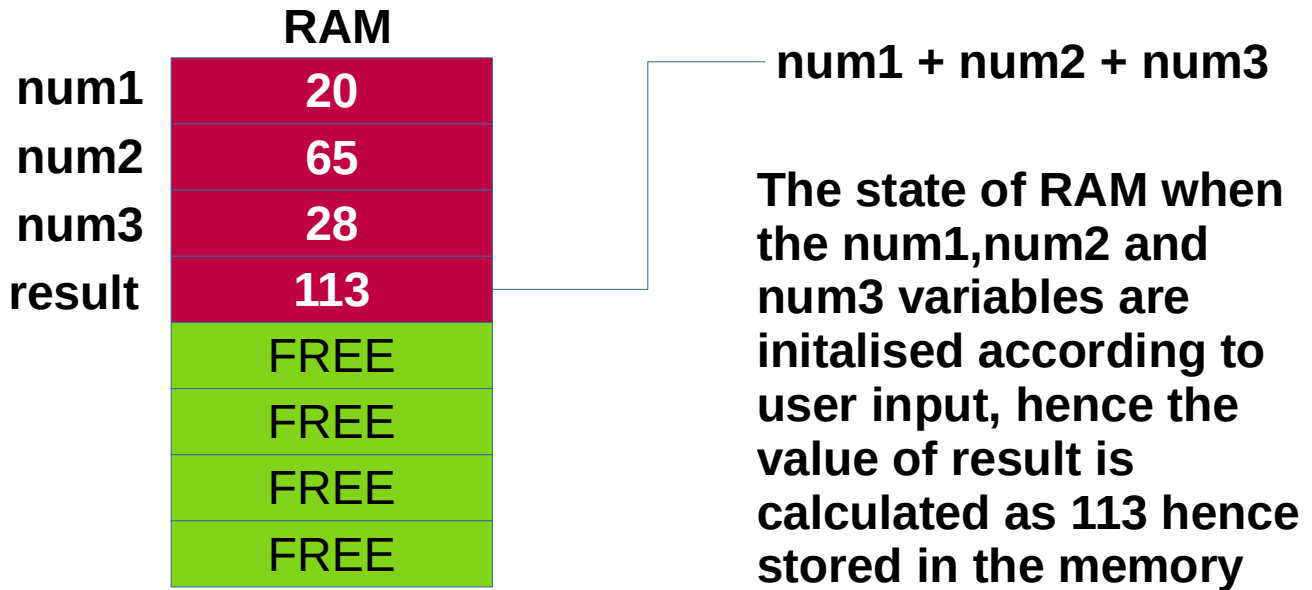 RAM
num1 20
num2 65
num3 28
result 113
FREE
FREE
FREE
FREE
num1 + num2 + num3
The state of RAM when
the num1,num2 and
num3 variables are
initalised according to
user input, hence the
value of result is
calculated as 113 hence
stored in the memory